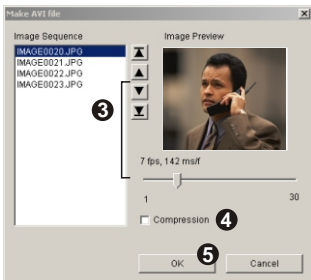 Make AVI file
Image Sequence
Image Preview
IMAGE0020.JPG
IMAGE0021.JPG
IMAGE0022.JPG
IMAGE0023.JPG
3
7 fps, 142 ms/f
1 30
Compression 4
5
OK Cancel